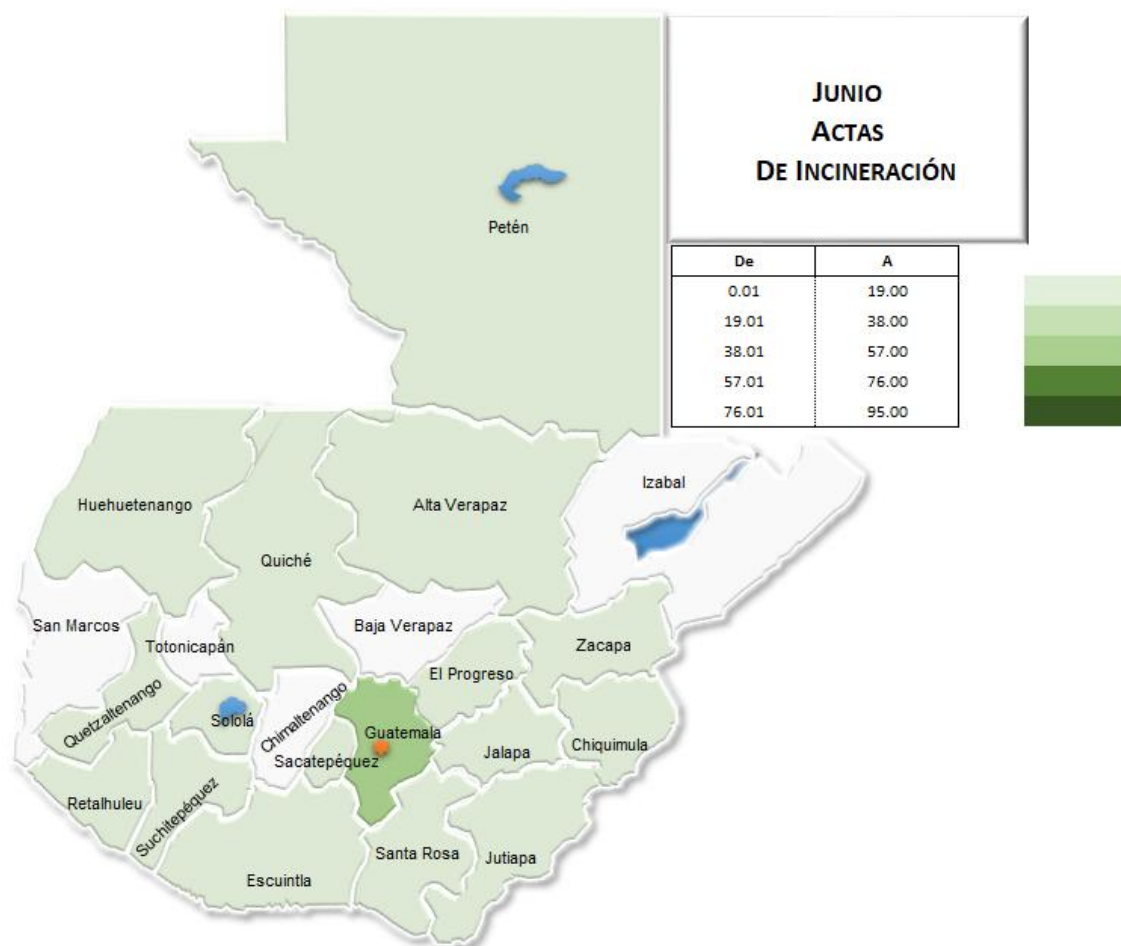 JUNIO
ACTAS
DE INCINERACIÓN
De A
0.01 19.00
19.01 38.00
38.01 57.00
57.01 76.00
76.01 95.00
Petén
Izabal
Huehuetenango
Alta Verapaz
Quiché
San Marcos
Totonicapán
Baja Verapaz
Zacapa
El Progreso
Quetzaltenango
Sololá
Chimaltenango
Guatemala
Sacatepéquez
Jalapa
Chiquimula
Retalhuleu
Suchitepéquez
Santa Rosa
Jutiapa
Escuintla